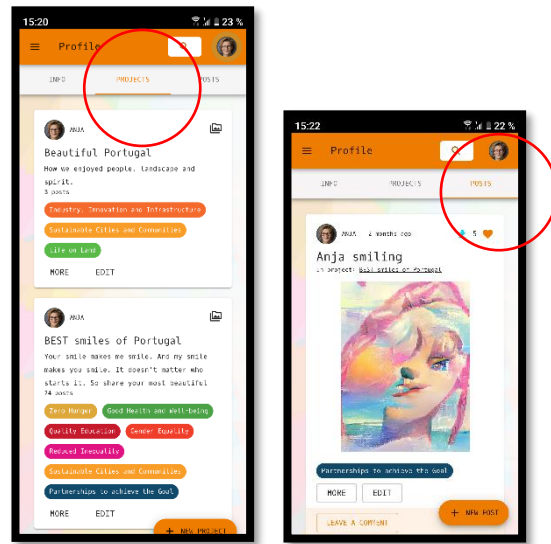 15:20
23 %
Profile
INFO
PROJECTS
POSTS
ANJA
Beautiful Portugal
How we enjoyed people, landscape and
spirit.
3 posts
Industry, Innovation and Infrastructure
Sustainable Cities and Communities
Life on Land
MORE
EDIT
ANJA
BEST smiles of Portugal
Your smile makes me smile. And my smile
makes you smile. It doesn't matter who
starts it. So share your most beautiful
74 posts
Zero Hunger
Good Health and Well-being
Quality Education
Gender Equality
Reduced Inequality
Sustainable Cities and Communities
Partnerships to achieve the Goal
MORE
EDIT
+ NEW PROJECT
15:22
22 %
Profile
INFO
PROJECTS
POSTS
ANJA
2 months ago
5
Anja smiling
in project: BEST smiles of Portugal
Partnerships to achieve the Goal
MORE
EDIT
+ NEW POST
LEAVE A COMMENT